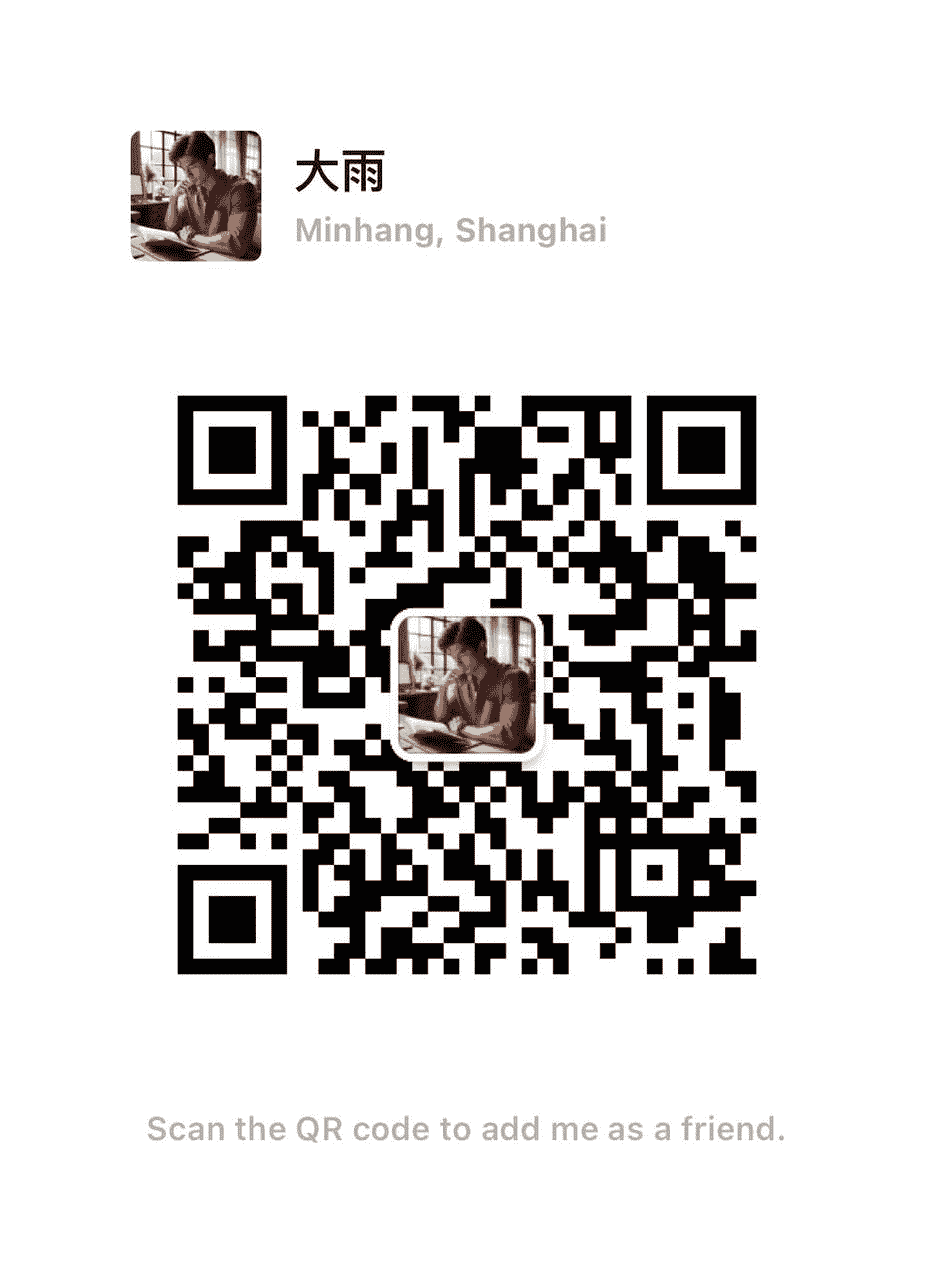 大雨
Minhang, Shanghai
Scan the QR code to add me as a friend.